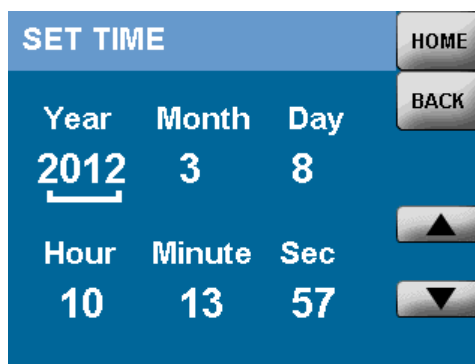 SET TIME
HOME
BACK
Year Month Day
2012 3 8
Hour Minute Sec
10 13 57